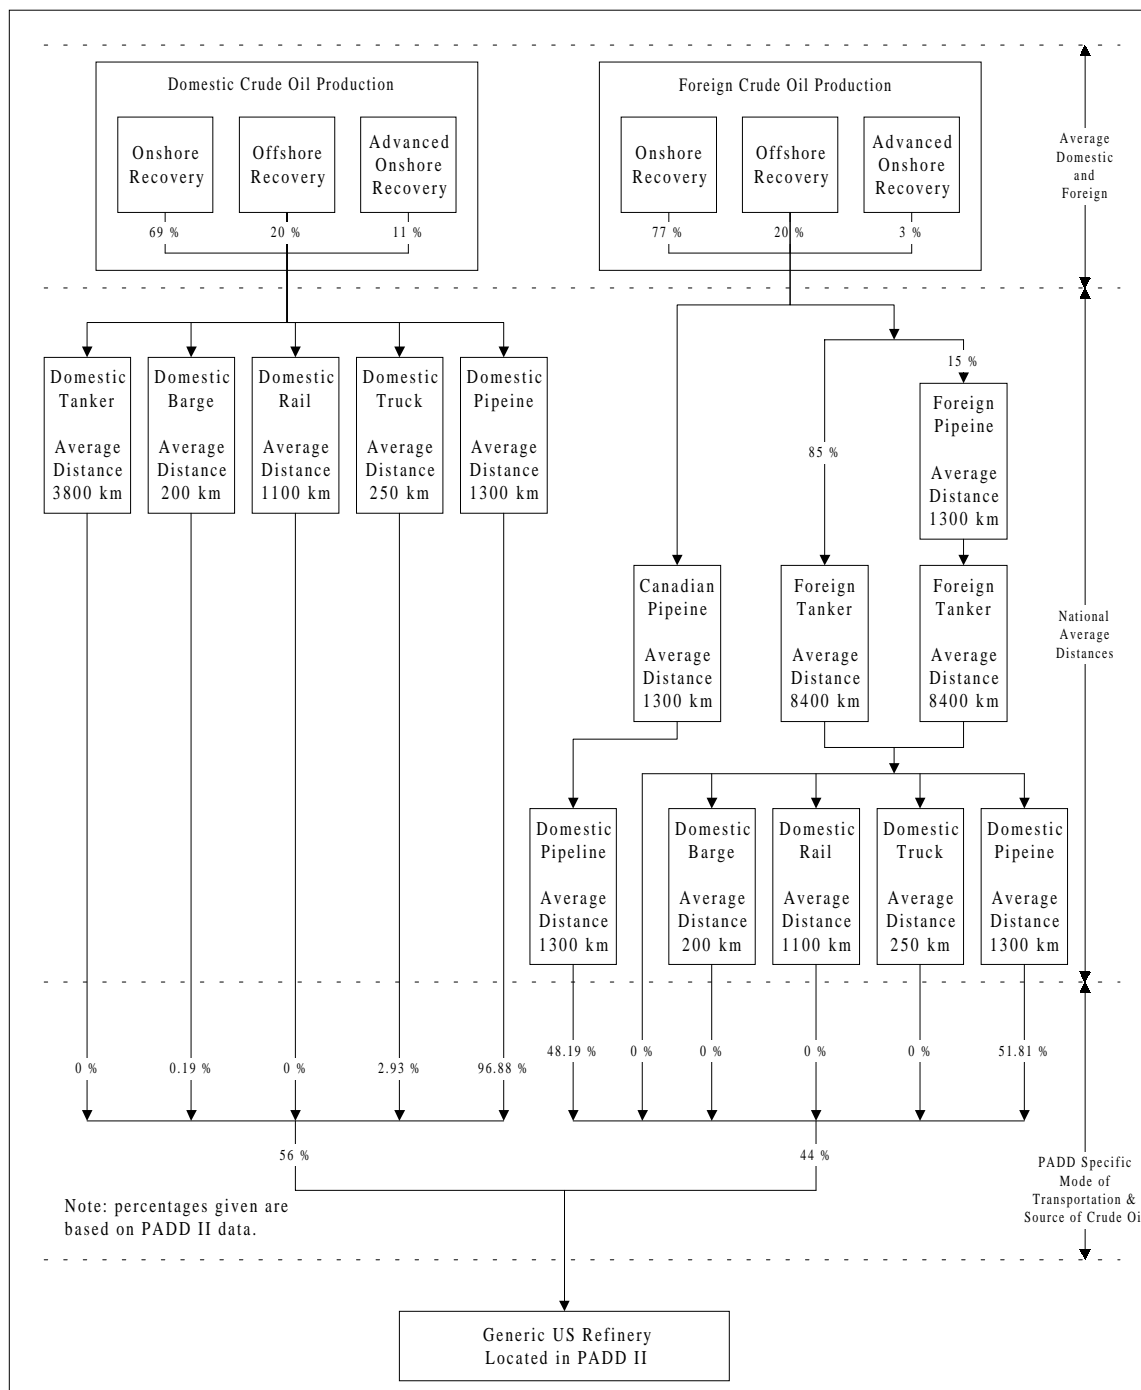 Domestic Crude Oil Production
Onshore
Recovery
Offshore
Recovery
Advanced
Onshore
Recovery
69 %
20 %
11 %
Foreign Crude Oil Production
Onshore
Recovery
Offshore
Recovery
Advanced
Onshore
Recovery
77 %
20 %
3 %
Average
Domestic
and
Foreign
Domestic
Tanker
Average
Distance
3800 km
Domestic
Barge
Average
Distance
200 km
Domestic
Rail
Average
Distance
1100 km
Domestic
Truck
Average
Distance
250 km
Domestic
Pipeine
Average
Distance
1300 km
15 %
85 %
Foreign
Pipeine
Average
Distance
1300 km
Canadian
Pipeine
Average
Distance
1300 km
Foreign
Tanker
Average
Distance
8400 km
Foreign
Tanker
Average
Distance
8400 km
National
Average
Distances
Domestic
Pipeline
Average
Distance
1300 km
Domestic
Barge
Average
Distance
200 km
Domestic
Rail
Average
Distance
1100 km
Domestic
Truck
Average
Distance
250 km
Domestic
Pipeine
Average
Distance
1300 km
0 %
0.19 %
0 %
2.93 %
96.88 %
48.19 %
0 %
0 %
0 %
0 %
51.81 %
56 %
44 %
Note: percentages given are
based on PADD II data.
PADD Specific
Mode of
Transportation &
Source of Crude Oi
Generic US Refinery
Located in PADD II